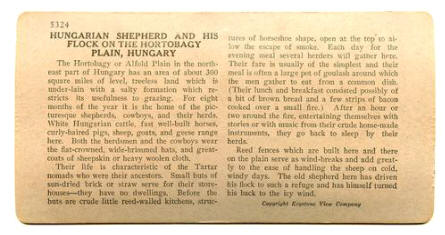 5324
HUNGARIAN SHEPHERD AND HIS
FLOCK ON THE HORTOBAGY
PLAIN, HUNGARY
The Hortobagy or Alfold Plain in the north-
east part of Hungary has an area of about 300
square miles of level, treeless land which is
under-lain with a salty formation which re-
stricts its usefulness to grazing. For eight
months of the year it is the home of the pic-
turesque shepherds, cowboys, and their herds.
White Hungarian cattle, fast well-built horses,
curly-haired pigs, sheep, goats, and geese range
here. Both the herdsmen and the cowboys wear
the flat-crowned, wide-brimmed hats, and great-
coats of sheepskin or heavy woolen cloth.
Their life is characteristic of the Tartar
nomads who were their ancestors. Small huts of
sun-dried brick or straw serve for their store-
houses—they have no dwellings. Before the
huts are crude little reed-walled kitchens, struc-
tures of horseshoe shape, open at the top to al-
low the escape of smoke. Each day for the
evening meal several herders will gather here.
Their fare is usually of the simplest and their
meal is often a large pot of goulash around which
the men gather to eat from a common dish.
(Their lunch and breakfast consisted possibly of
a bit of brown bread and a few strips of bacon
cooked over a small fire.) After an hour or
two around the fire, entertaining themselves with
stories or with music from their crude home-made
instruments, they go back to sleep by their
herds.
Reed fences which are built here and there
on the plain serve as wind-breaks and add great-
ly to the ease of handling the sheep on cold,
windy days. The old shepherd here has driven
his flock to such a refuge and has himself turned
his back to the icy wind.
Copyright Keystone View Company